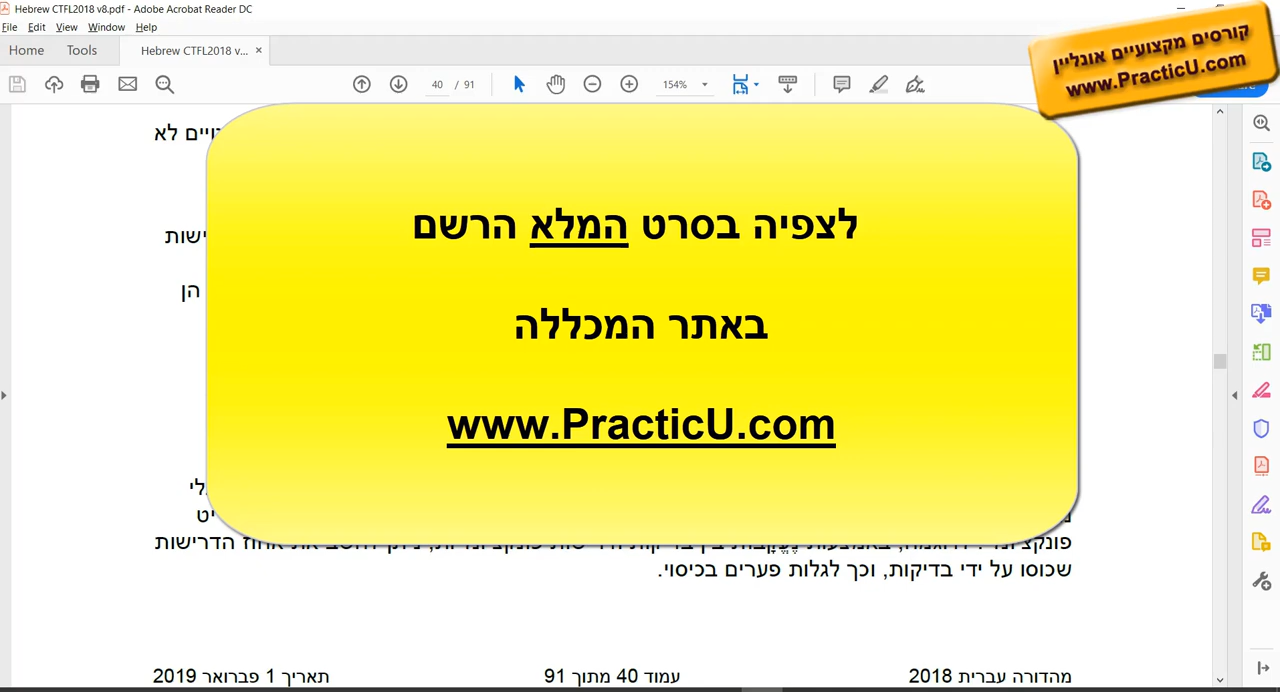 Hebrew CTFL2018 v8.pdf - Adobe Acrobat Reader DC
File Edit View Window Help
Home Tools Hebrew CTFL2018 v... ×
40 / 91 154%
קורסים מקצועיים אונליין
www.PracticU.com
לא
לצפיה בסרט המלא הרשם
באתר המכללה
www.PracticU.com
הן
שכוסו על ידי בדיקות, וכך לגלות פערים בכיסוי.
מהדורה עברית 2018 עמוד 40 מתוך 91 תאריך 1 פברואר 2019